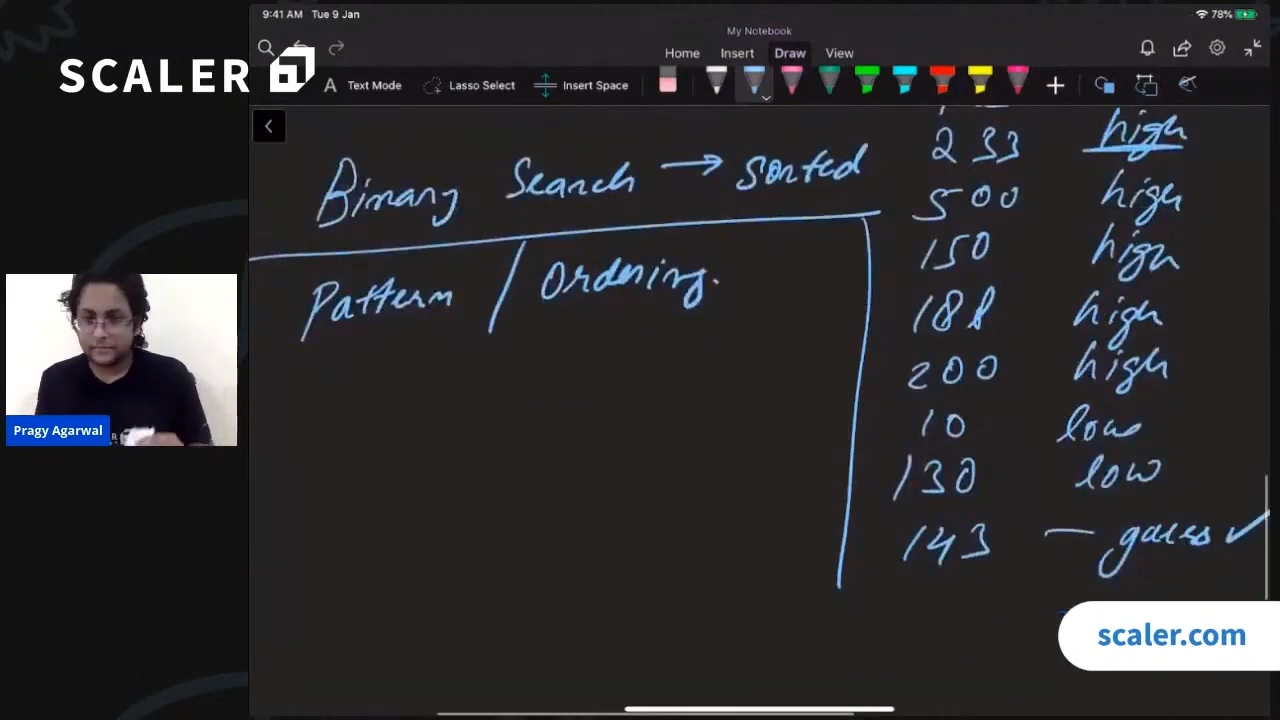 9:41 AM Tue 9 Jan
78%
My Notebook
SCALER
Home Insert Draw View
A Text Mode Lasso Select Insert Space
Binary Search → Sorted
Pattern / Ordering.
233 high
500 high
150 high
188 high
200 high
10 low
130 low
143 — guess ✓
Pragy Agarwal
scaler.com